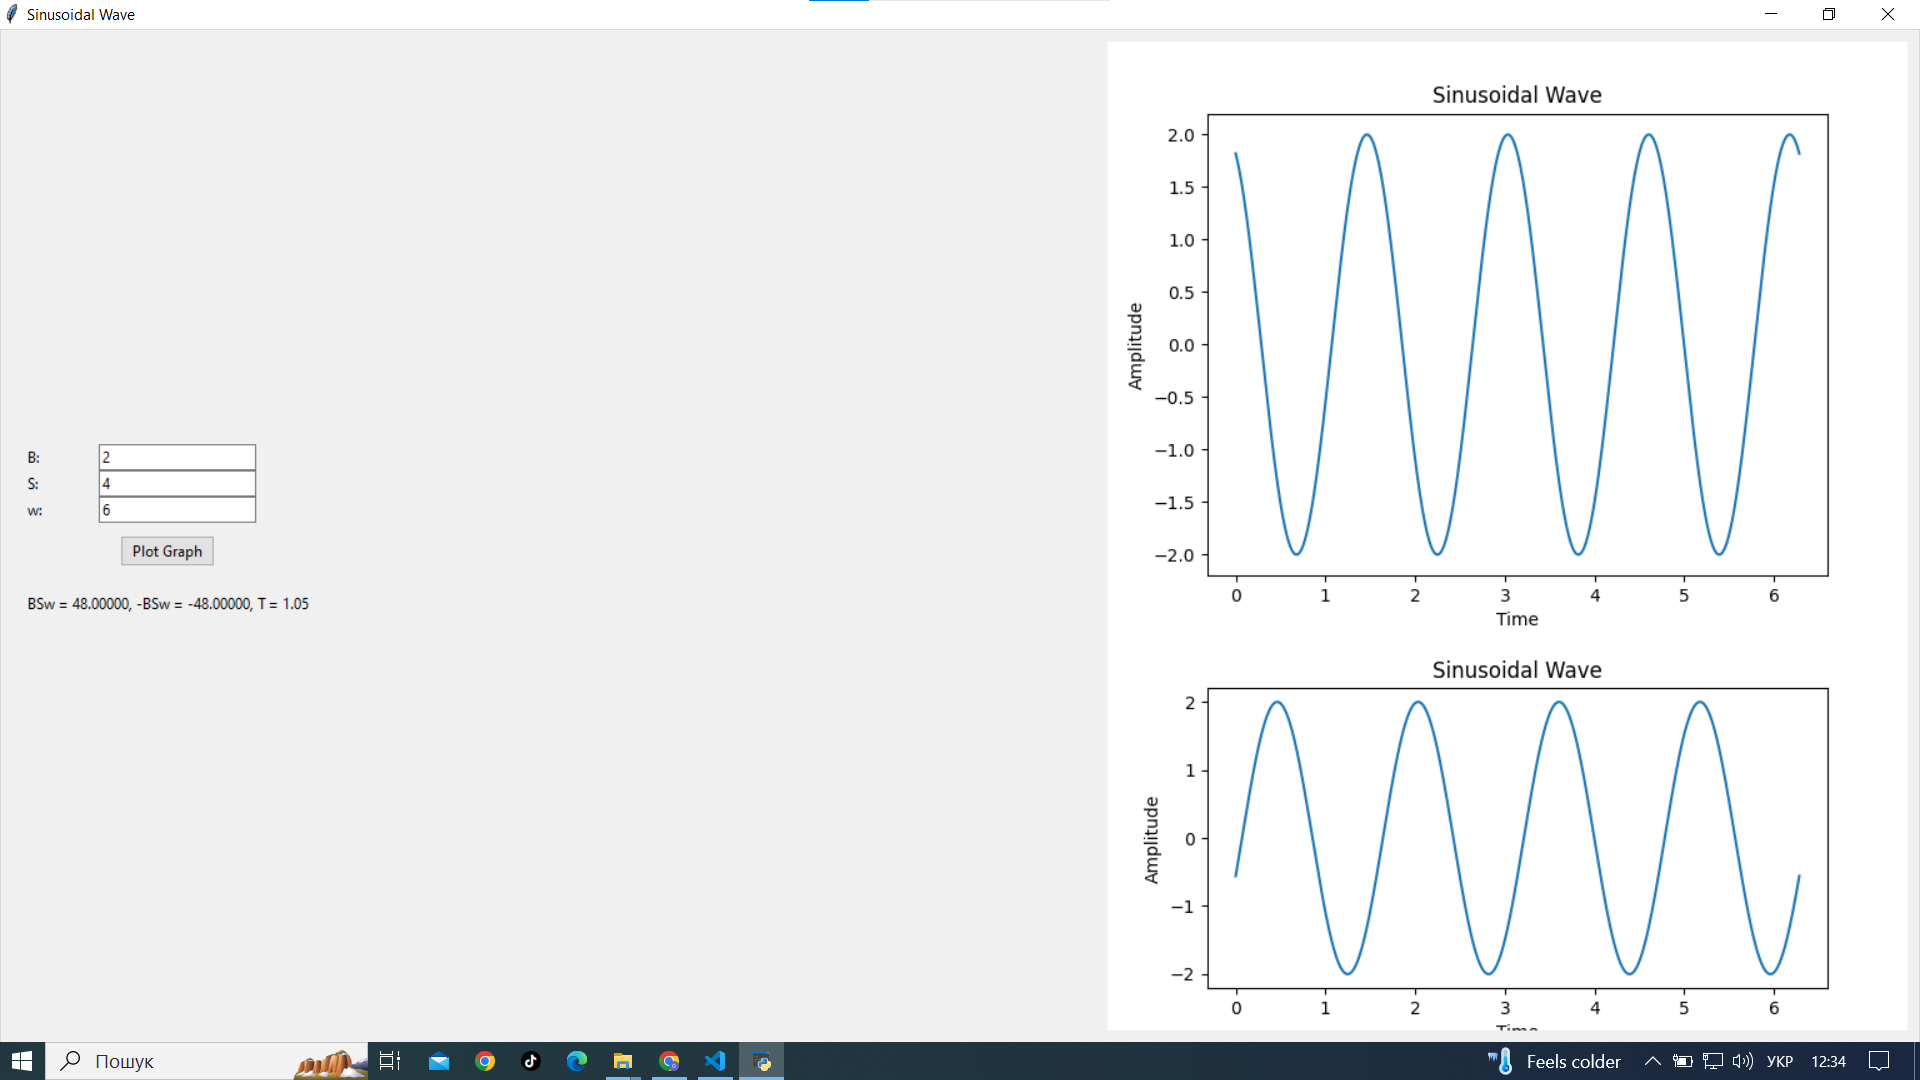 Sinusoidal Wave
B: 2
S: 4
w: 6
Plot Graph
BSw = 48.00000, -BSw = -48.00000, T = 1.05
Sinusoidal Wave
2.0
1.5
1.0
0.5
0.0
−0.5
−1.0
−1.5
−2.0
Amplitude
0 1 2 3 4 5 6
Time
Sinusoidal Wave
2
1
0
−1
−2
Amplitude
0 1 2 3 4 5 6
Time
Пошук
Feels colder УКР 12:34